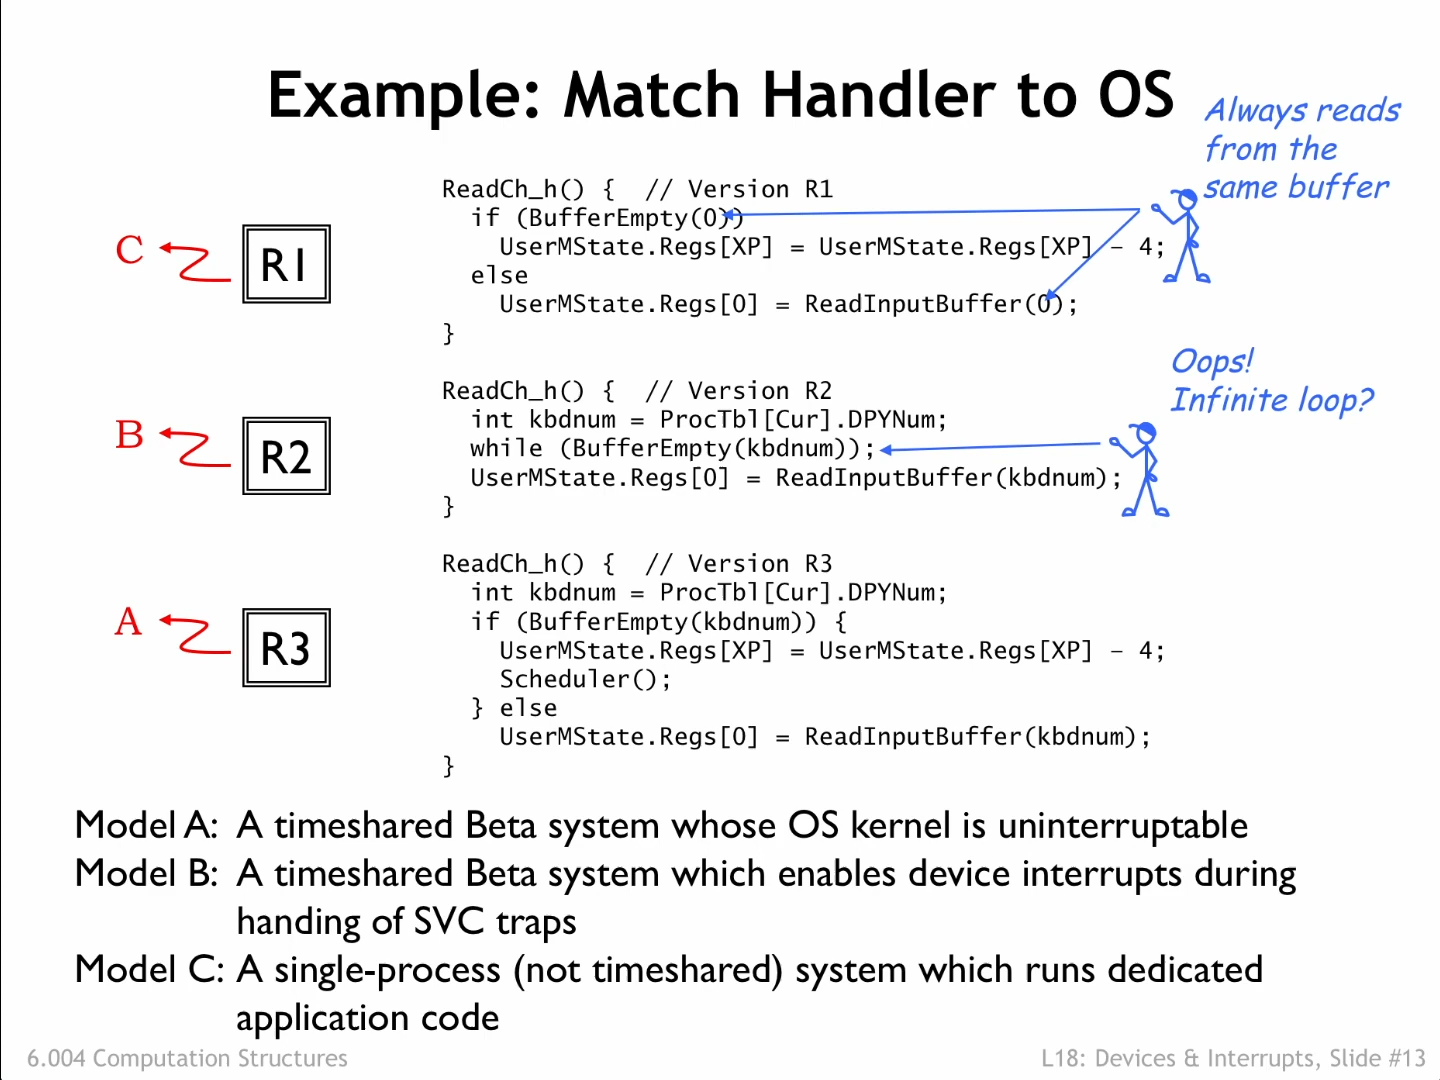 Example: Match Handler to OS
Always reads
from the
same buffer
C
R1
ReadCh_h() {  // Version R1
  if (BufferEmpty(0))
    UserMState.Regs[XP] = UserMState.Regs[XP] – 4;
  else
    UserMState.Regs[0] = ReadInputBuffer(0);
}
Oops!
Infinite loop?
B
R2
ReadCh_h() {  // Version R2
  int kbdnum = ProcTbl[Cur].DPYNum;
  while (BufferEmpty(kbdnum));
  UserMState.Regs[0] = ReadInputBuffer(kbdnum);
}
A
R3
ReadCh_h() {  // Version R3
  int kbdnum = ProcTbl[Cur].DPYNum;
  if (BufferEmpty(kbdnum)) {
    UserMState.Regs[XP] = UserMState.Regs[XP] – 4;
    Scheduler();
  } else
    UserMState.Regs[0] = ReadInputBuffer(kbdnum);
}
Model A: A timeshared Beta system whose OS kernel is uninterruptable
Model B: A timeshared Beta system which enables device interrupts during
handing of SVC traps
Model C: A single-process (not timeshared) system which runs dedicated
application code
6.004 Computation Structures
L18: Devices & Interrupts, Slide #13